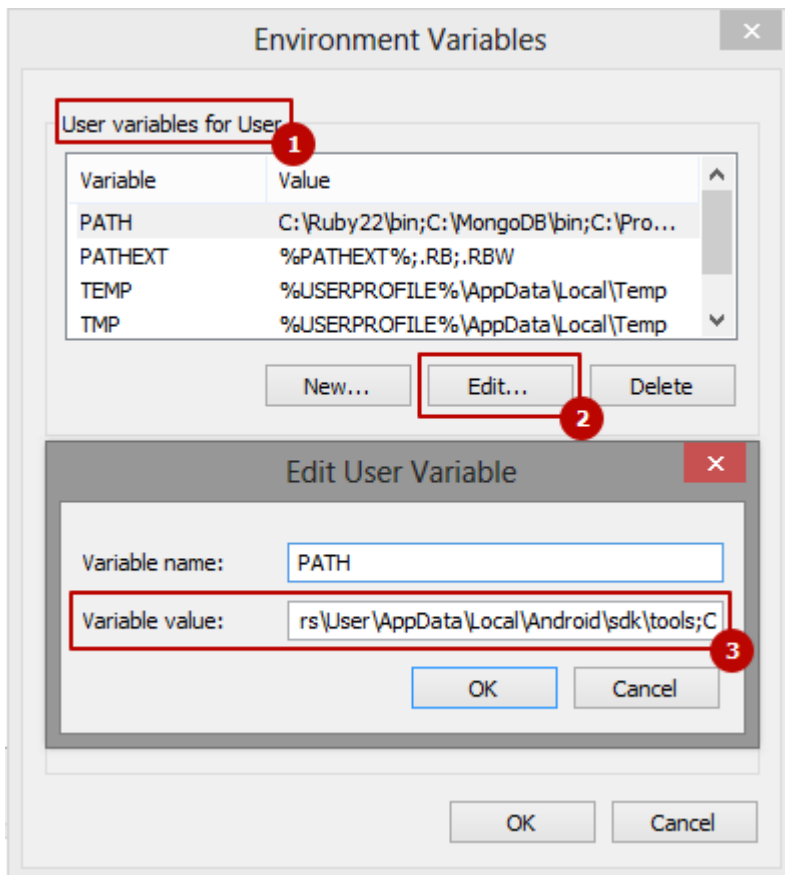 Environment Variables
User variables for User
1
Variable Value
PATH C:\Ruby22\bin;C:\MongoDB\bin;C:\Pro...
PATHEXT %PATHEXT%;.RB;.RBW
TEMP %USERPROFILE%\AppData\Local\Temp
TMP %USERPROFILE%\AppData\Local\Temp
New... Edit... Delete
2
Edit User Variable
Variable name: PATH
Variable value: rs\User\AppData\Local\Android\sdk\tools;C
3
OK Cancel
OK Cancel